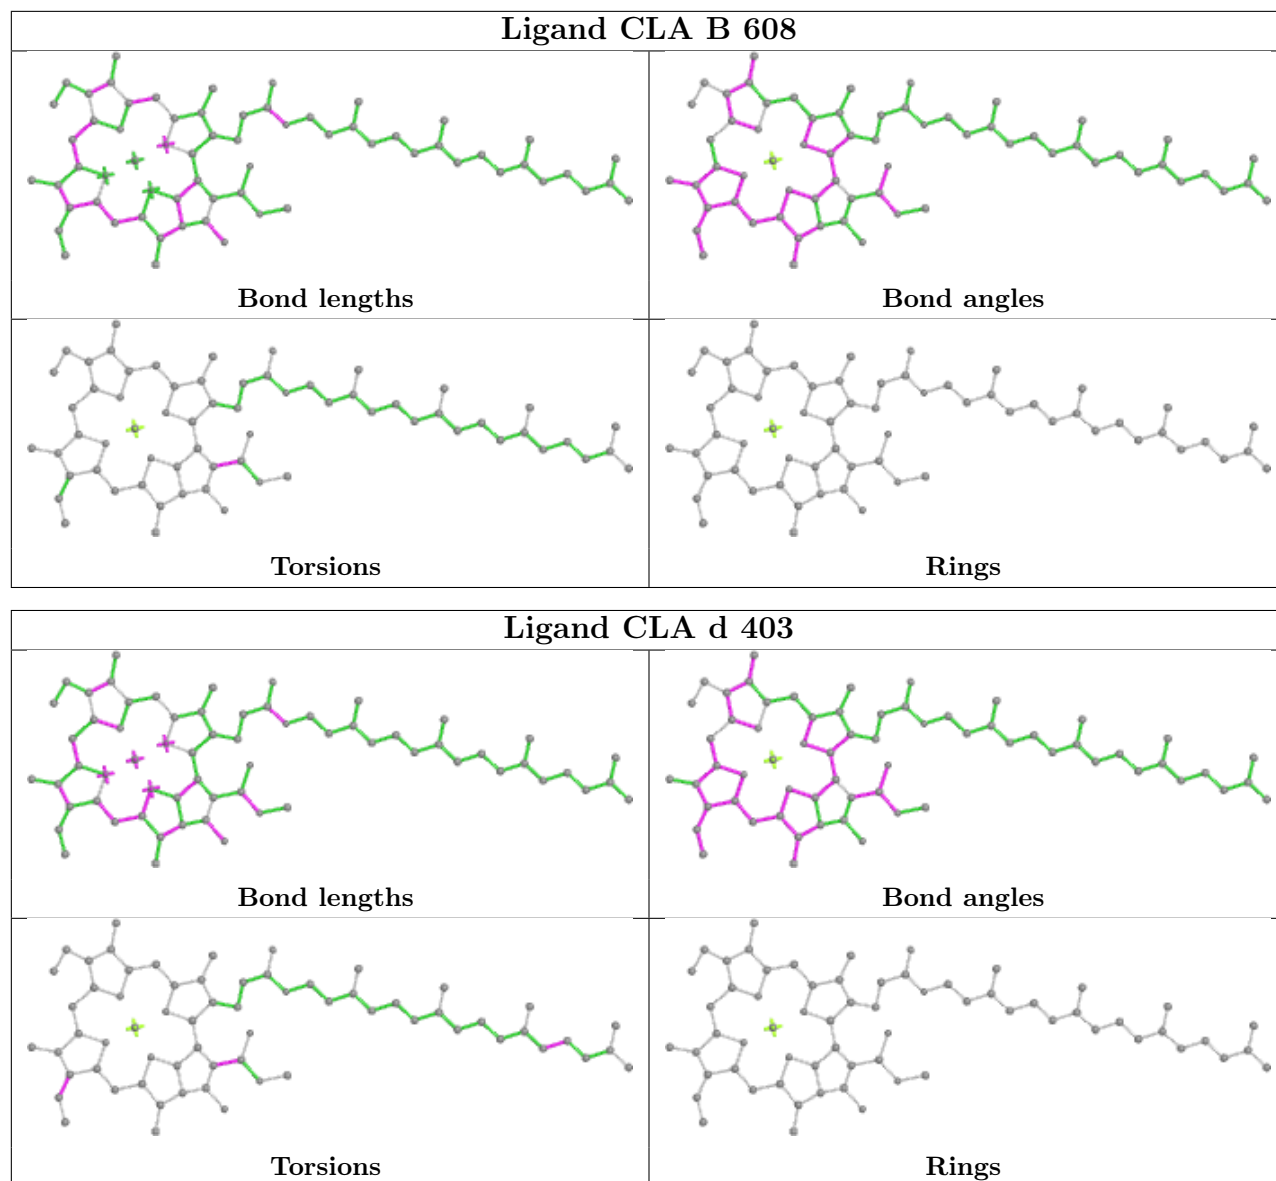 Ligand CLA B 608
Bond lengths
Bond angles
Torsions
Rings
Ligand CLA d 403
Bond lengths
Bond angles
Torsions
Rings